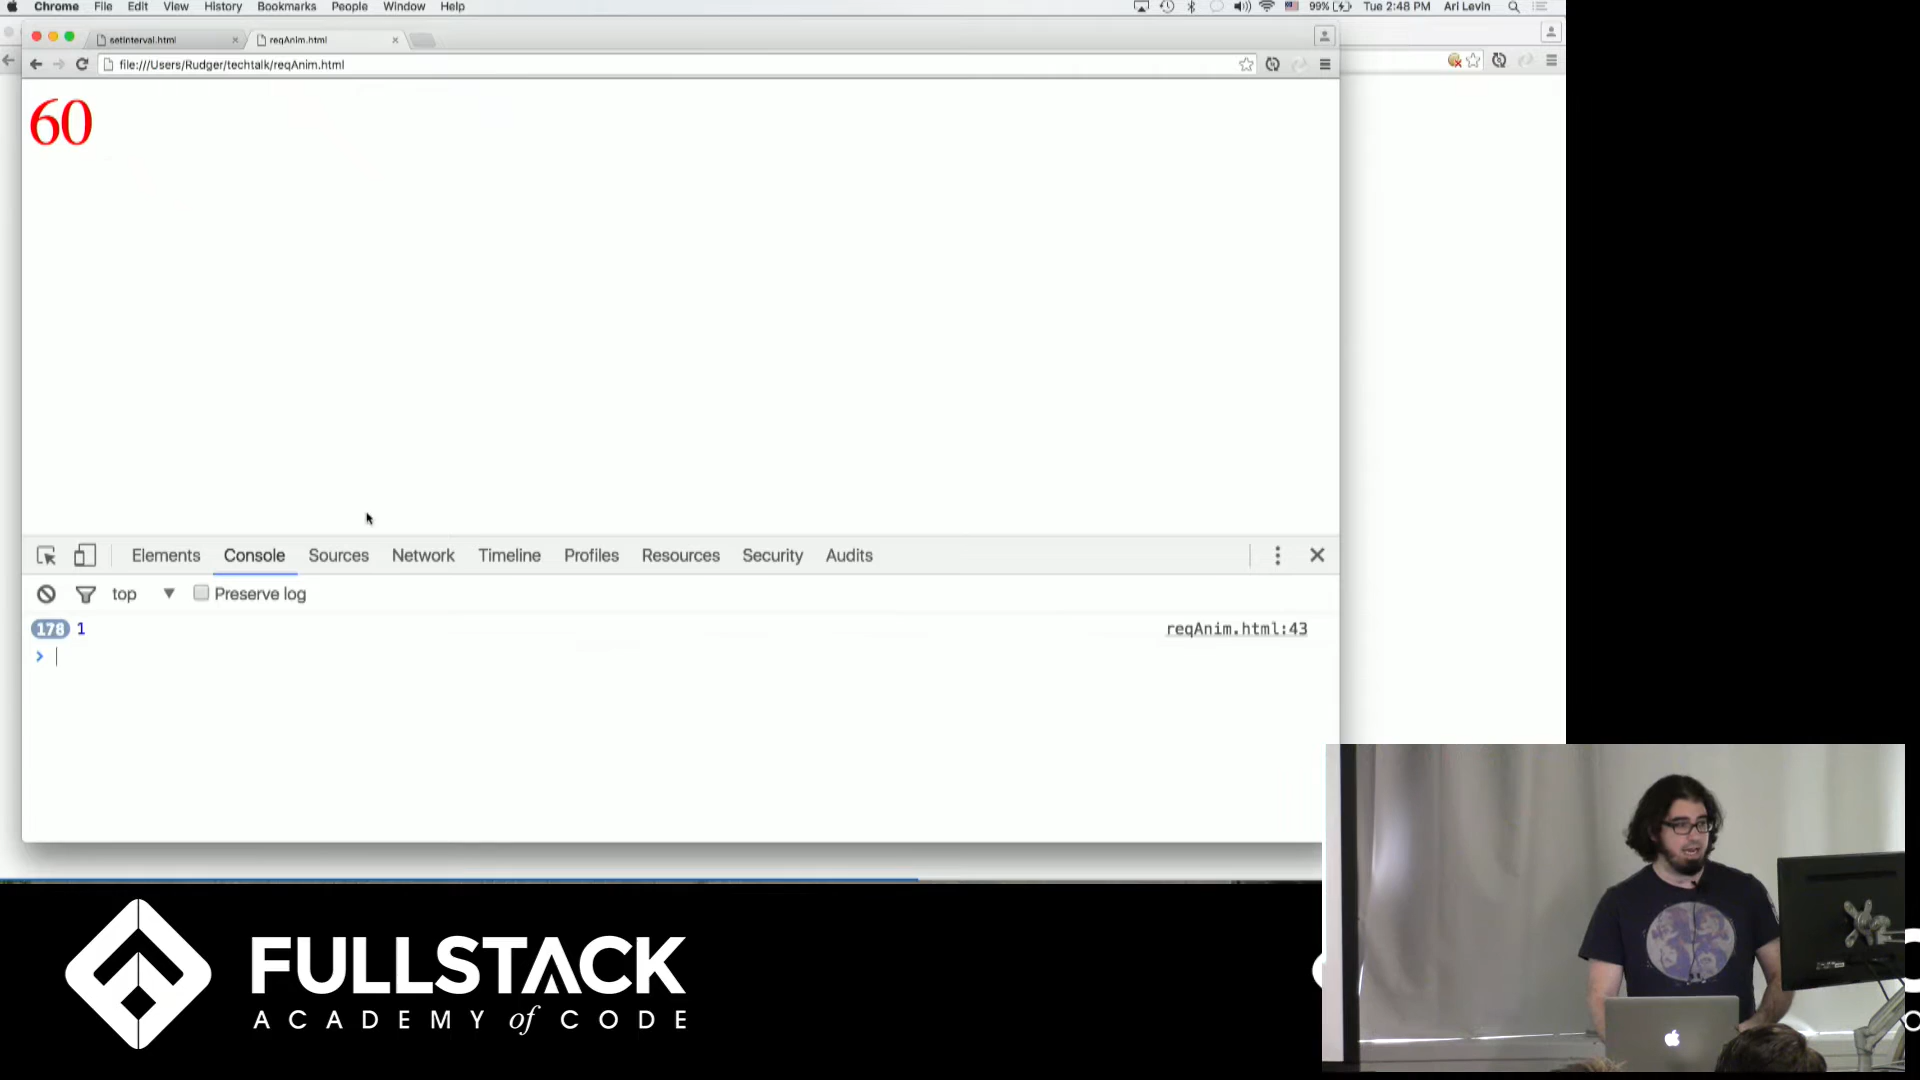 Chrome File Edit View History Bookmarks People Window Help 99% Tue 2:48 PM Ari Levin
setInterval.html reqAnim.html
file:///Users/Rudger/techtalk/reqAnim.html
60
Elements Console Sources Network Timeline Profiles Resources Security Audits
top Preserve log
178 1 reqAnim.html:43
FULLSTACK
ACADEMY of CODE